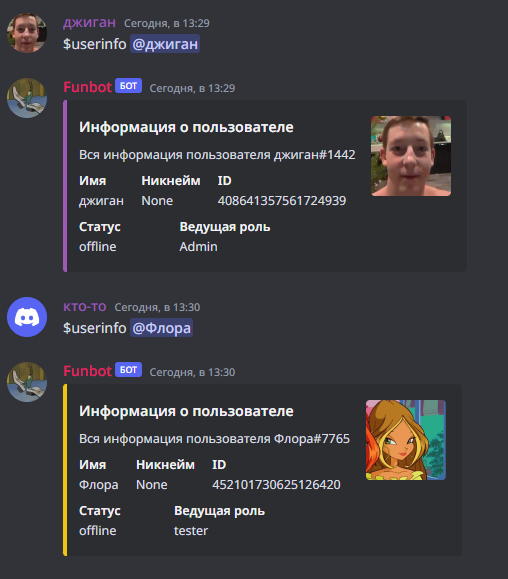 джиган Сегодня, в 13:29
$userinfo @джиган
Funbot БОТ Сегодня, в 13:29
Информация о пользователе
Вся информация пользователя джиган#1442
Имя Никнейм ID
джиган None 408641357561724939
Статус Ведущая роль
offline Admin
кто-то Сегодня, в 13:30
$userinfo @Флора
Funbot БОТ Сегодня, в 13:30
Информация о пользователе
Вся информация пользователя Флора#7765
Имя Никнейм ID
Флора None 452101730625126420
Статус Ведущая роль
offline tester